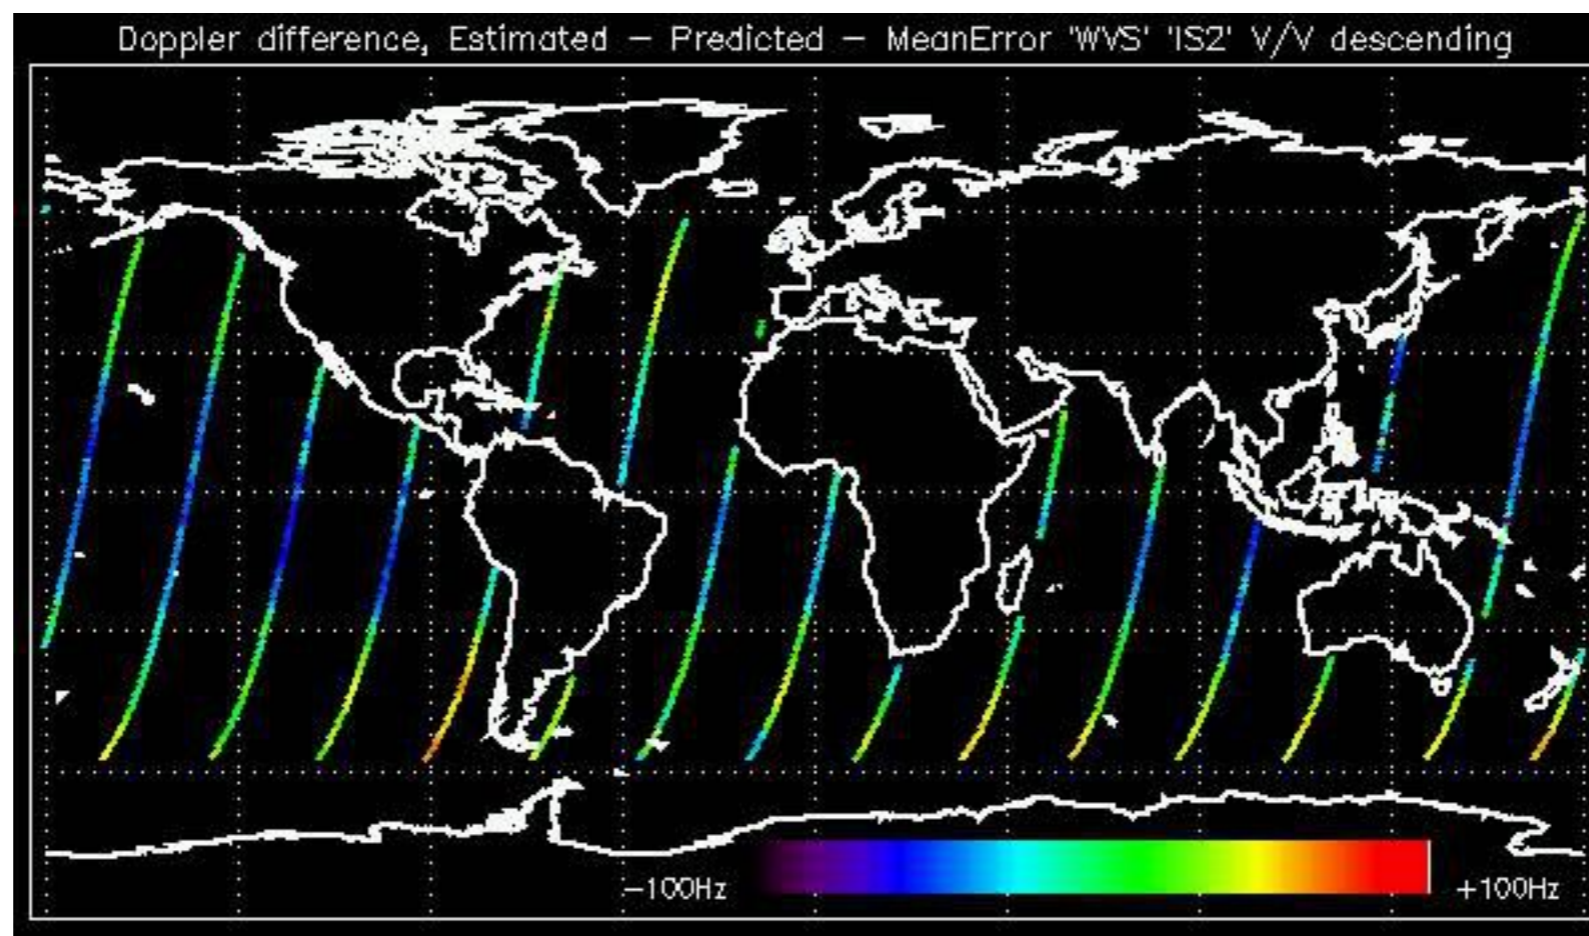 Doppler difference, Estimated - Predicted - MeanError 'WVS' 'IS2' V/V descending
-100Hz
+100Hz